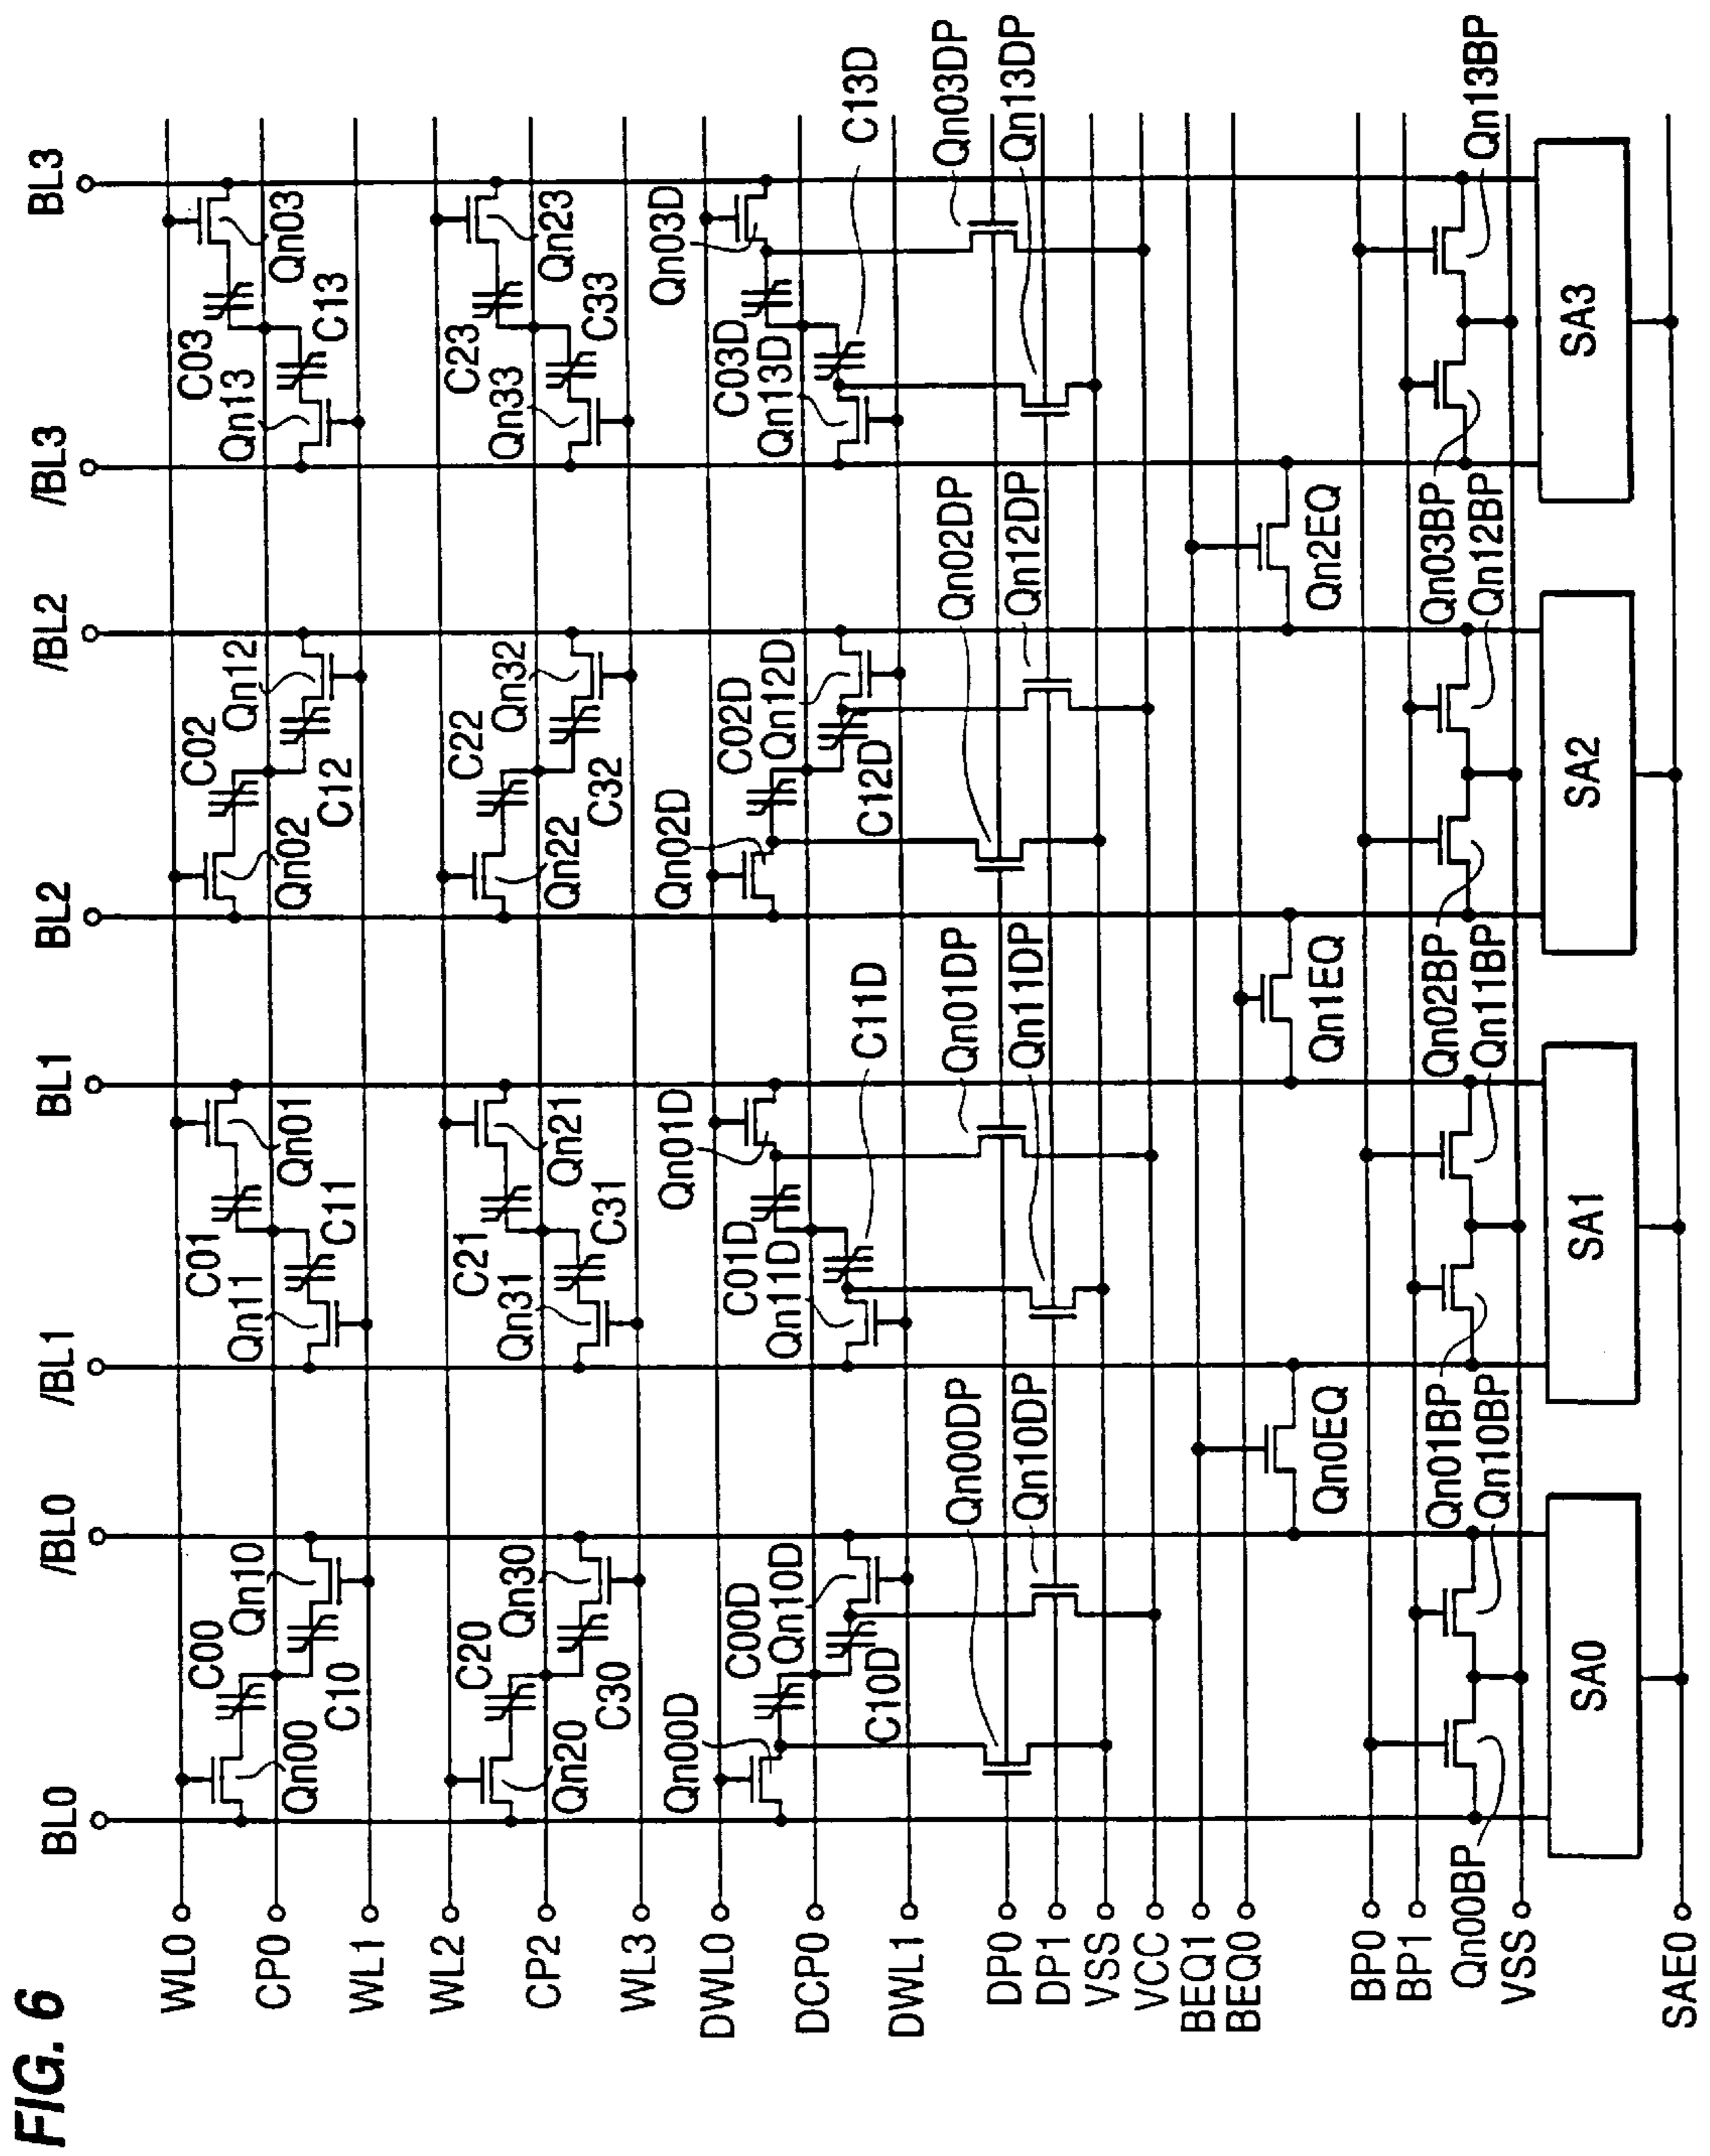 FIG. 6
BL0
/BL0
/BL1
BL1
BL2
/BL2
/BL3
BL3
WL0
CP0
WL1
Qn00
C00
C10
Qn10
Qn11
C01
C11
Qn01
Qn02
C02
C12
Qn12
Qn13
C03
C13
Qn03
WL2
CP2
WL3
Qn20
C20
C30
Qn30
Qn31
C21
C31
Qn21
Qn22
C22
C32
Qn32
Qn33
C23
C33
Qn23
DWL0
DCP0
DWL1
Qn00D
C00D
C10D
Qn10D
Qn11D
C01D
C11D
Qn01D
Qn02D
C02D
C12D
Qn12D
Qn13D
C03D
C13D
Qn03D
DP0
DP1
VSS
VCC
Qn00DP
Qn10DP
Qn01DP
Qn11DP
Qn02DP
Qn12DP
Qn03DP
Qn13DP
BEQ1
BEQ0
Qn0EQ
Qn1EQ
Qn2EQ
BP0
BP1
Qn00BP
VSS
Qn01BP
Qn10BP
Qn02BP
Qn11BP
Qn03BP
Qn12BP
Qn13BP
SA0
SA1
SA2
SA3
SAE0